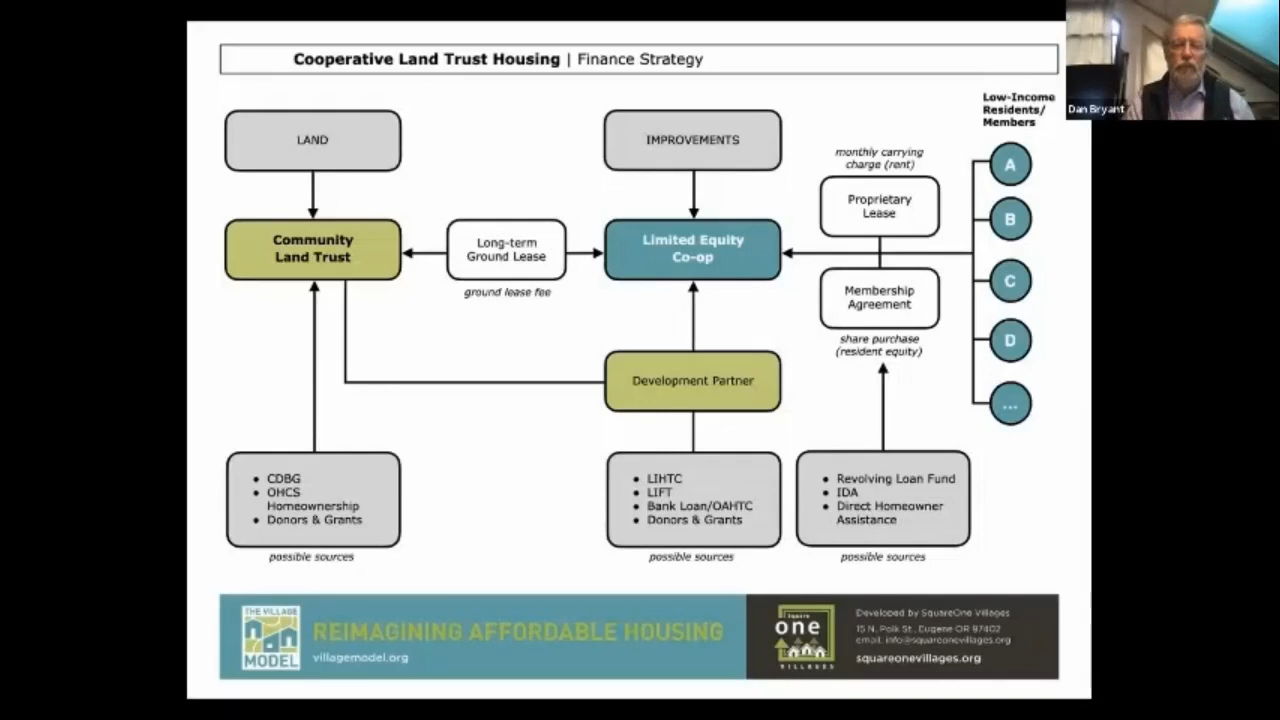 Cooperative Land Trust Housing | Finance Strategy
Dan Bryant
Low-Income
Residents/
Members
LAND
IMPROVEMENTS
monthly carrying
charge (rent)
A
Proprietary
Lease
B
Community
Land Trust
Long-term
Ground Lease
ground lease fee
Limited Equity
Co-op
Membership
Agreement
C
share purchase
(resident equity)
D
...
Development Partner
• CDBG
• OHCS
Homeownership
• Donors & Grants
possible sources
• LIHTC
• LIFT
• Bank Loan/OAHTC
• Donors & Grants
possible sources
• Revolving Loan Fund
• IDA
• Direct Homeowner
Assistance
possible sources
THE VILLAGE
MODEL
REIMAGINING AFFORDABLE HOUSING
villagemodel.org
Square
one
VILLAGES
Developed by SquareOne Villages
15 N. Polk St., Eugene OR 97402
email: info@squareonevillages.org
squareonevillages.org